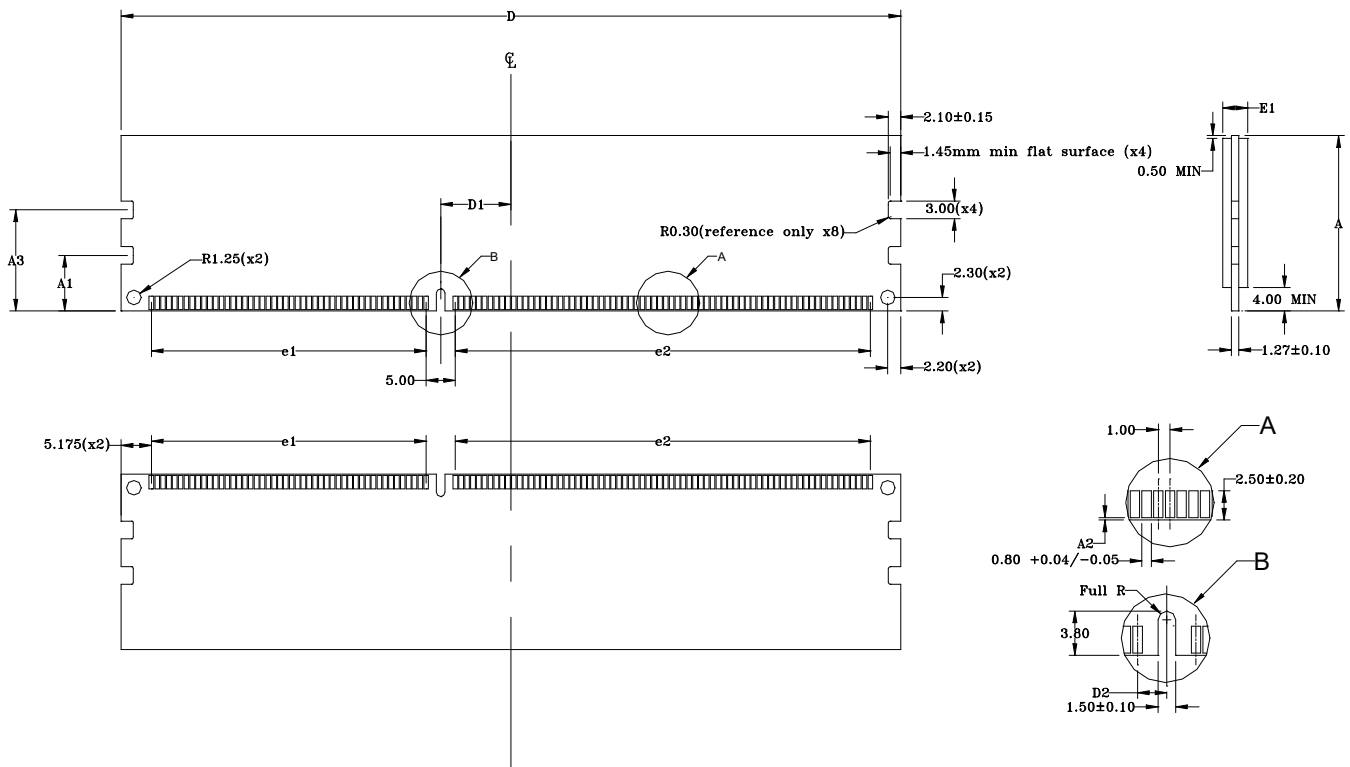 D
℄
2.10±0.15
E1
1.45mm min flat surface (x4)
0.50 MIN
D1
3.00(x4)
A
A3
R0.30(reference only x8)
A1
R1.25(x2)
B
A
2.30(x2)
4.00 MIN
e1
e2
1.27±0.10
5.00
2.20(x2)
5.175(x2)
e1
e2
1.00
A
2.50±0.20
A2
0.80 +0.04/-0.05
B
Full R
3.80
D2
1.50±0.10